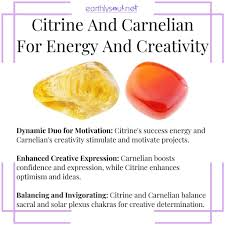 earthlysoul.net
Citrine And Carnelian
For Energy And Creativity
Dynamic Duo for Motivation: Citrine's success energy and
Carnelian's creativity stimulate and motivate projects.
Enhanced Creative Expression: Carnelian boosts
confidence and expression, while Citrine enhances
optimism and ideas.
Balancing and Invigorating: Citrine and Carnelian balance
sacral and solar plexus chakras for creative determination.